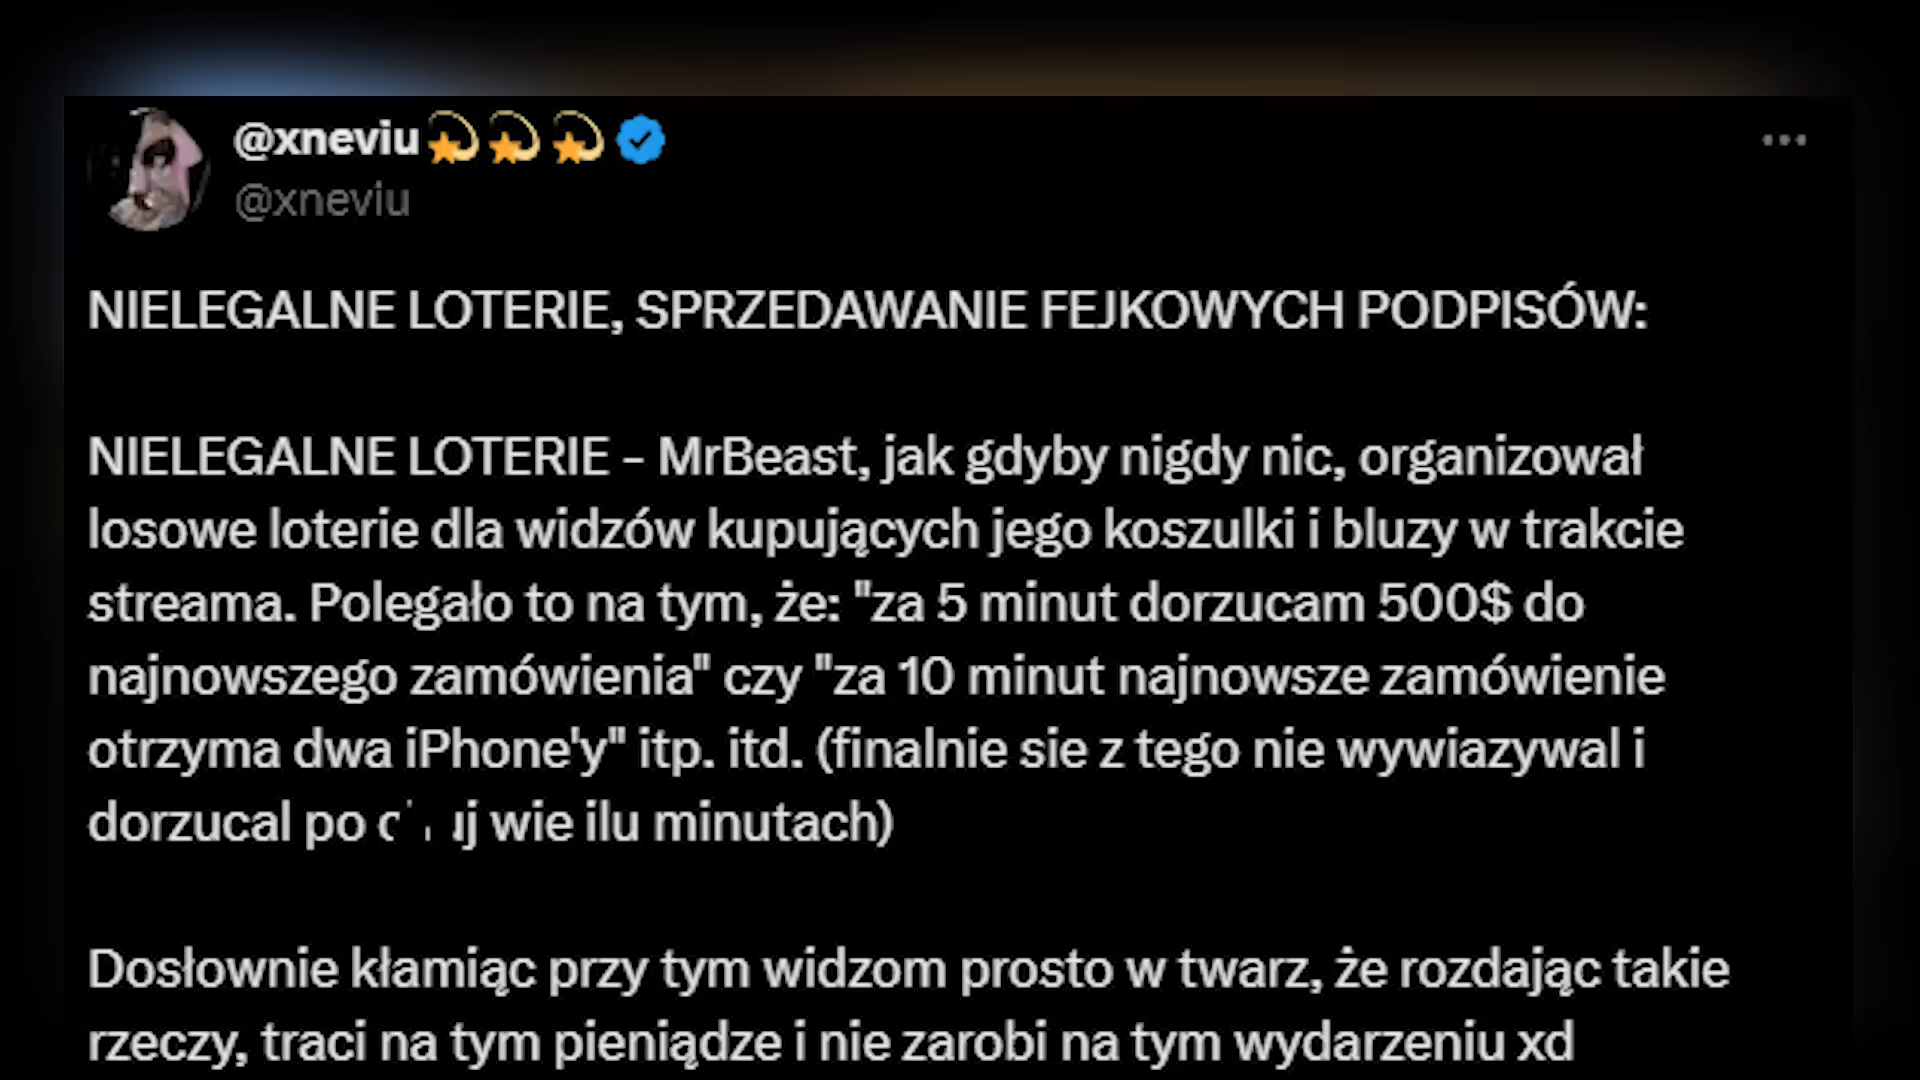 @xneviu💫💫💫
@xneviu
NIELEGALNE LOTERIE, SPRZEDAWANIE FEJKOWYCH PODPISÓW:
NIELEGALNE LOTERIE – MrBeast, jak gdyby nigdy nic, organizował
losowe loterie dla widzów kupujących jego koszulki i bluzy w trakcie
streama. Polegało to na tym, że: "za 5 minut dorzucam 500$ do
najnowszego zamówienia" czy "za 10 minut najnowsze zamówienie
otrzyma dwa iPhone'y" itp. itd. (finalnie sie z tego nie wywiazywal i
dorzucal po wie ilu minutach)
Dosłownie kłamiąc przy tym widzom prosto w twarz, że rozdając takie
rzeczy, traci na tym pieniądze i nie zarobi na tym wydarzeniu xd